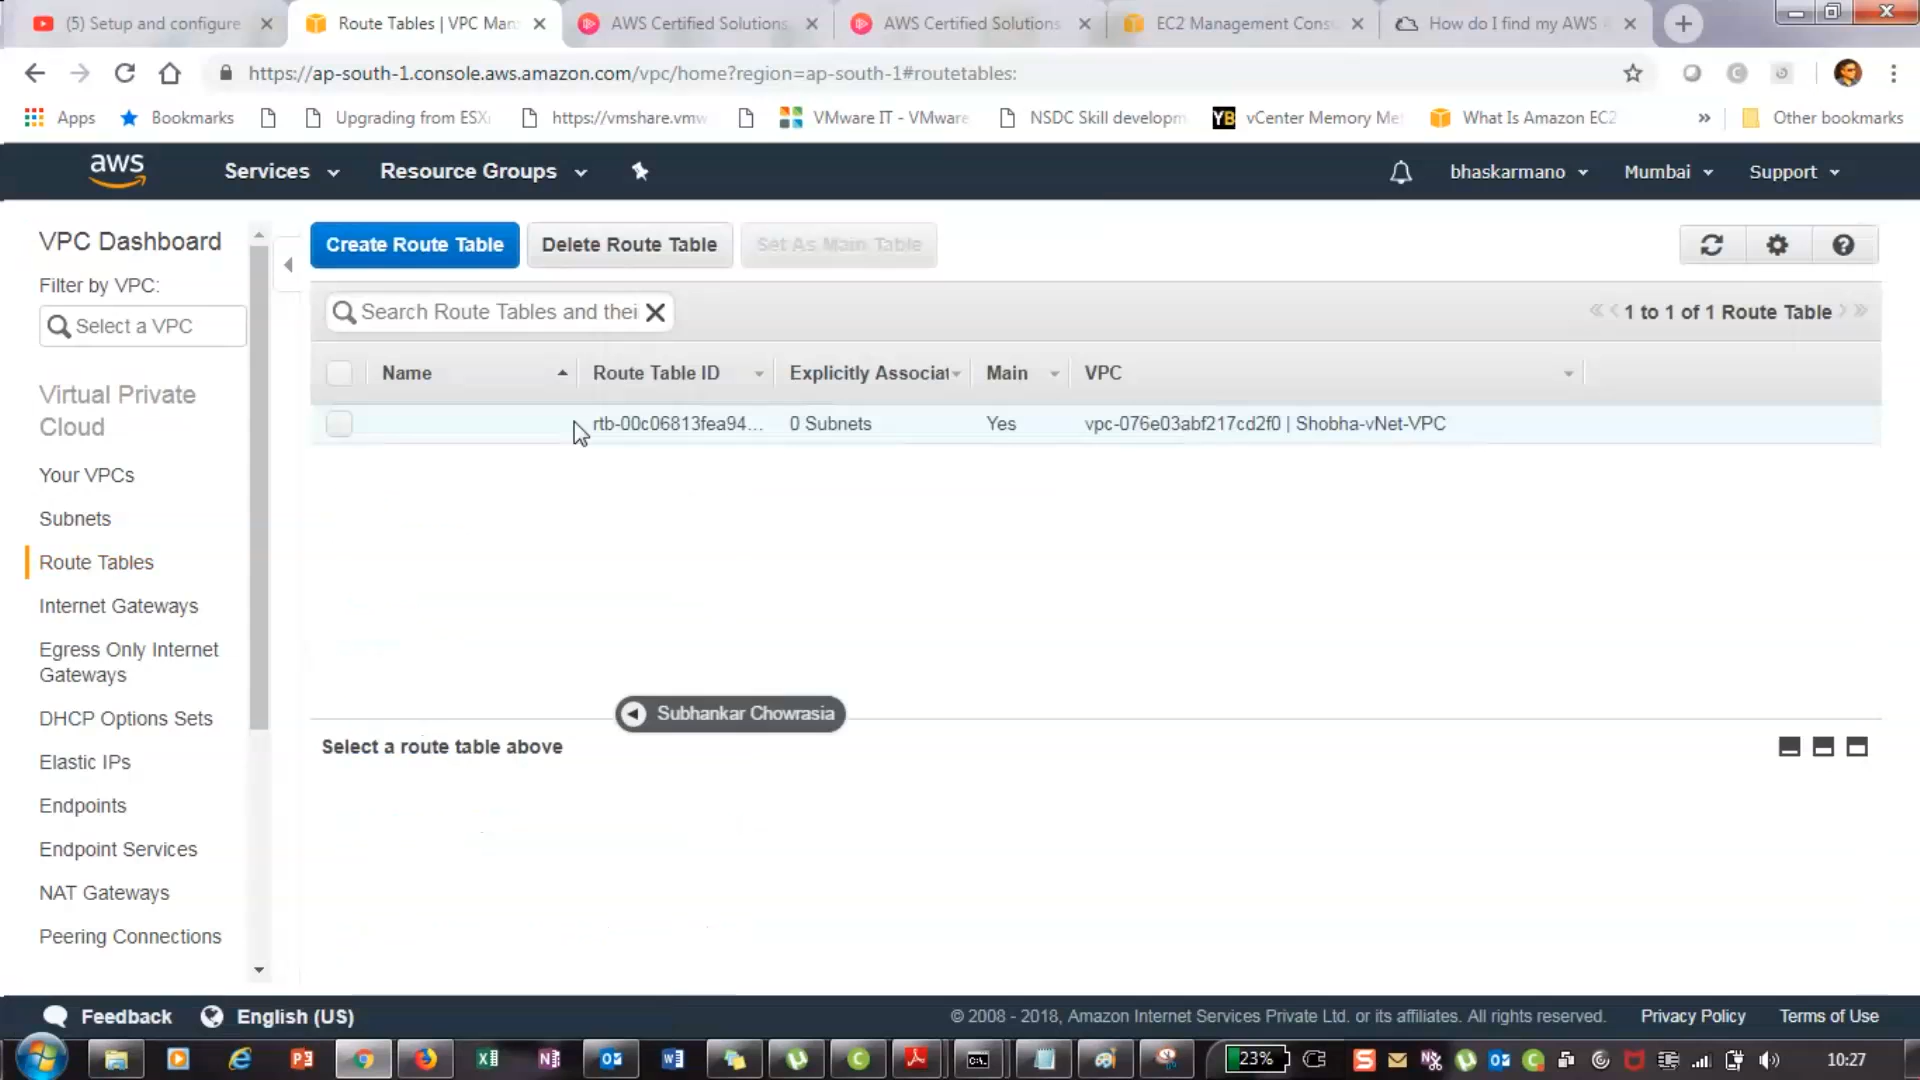 (5) Setup and configure
Route Tables | VPC Man
AWS Certified Solutions
AWS Certified Solutions
EC2 Management Cons
How do I find my AWS
https://ap-south-1.console.aws.amazon.com/vpc/home?region=ap-south-1#routetables:
Apps
Bookmarks
Upgrading from ESX
https://vmshare.vmw
VMware IT - VMware
NSDC Skill developm
YB
vCenter Memory Me
What Is Amazon EC2
Other bookmarks
aws
Services
Resource Groups
bhaskarmano
Mumbai
Support
VPC Dashboard
Filter by VPC:
Select a VPC
Virtual Private
Cloud
Your VPCs
Subnets
Route Tables
Internet Gateways
Egress Only Internet
Gateways
DHCP Options Sets
Elastic IPs
Endpoints
Endpoint Services
NAT Gateways
Peering Connections
Create Route Table
Delete Route Table
Set As Main Table
Search Route Tables and thei
1 to 1 of 1 Route Table
Name
Route Table ID
Explicitly Associat
Main
VPC
rtb-00c06813fea94...
0 Subnets
Yes
vpc-076e03abf217cd2f0 | Shobha-vNet-VPC
Subhankar Chowrasia
Select a route table above
Feedback
English (US)
© 2008 - 2018, Amazon Internet Services Private Ltd. or its affiliates. All rights reserved.
Privacy Policy
Terms of Use
23%
10:27